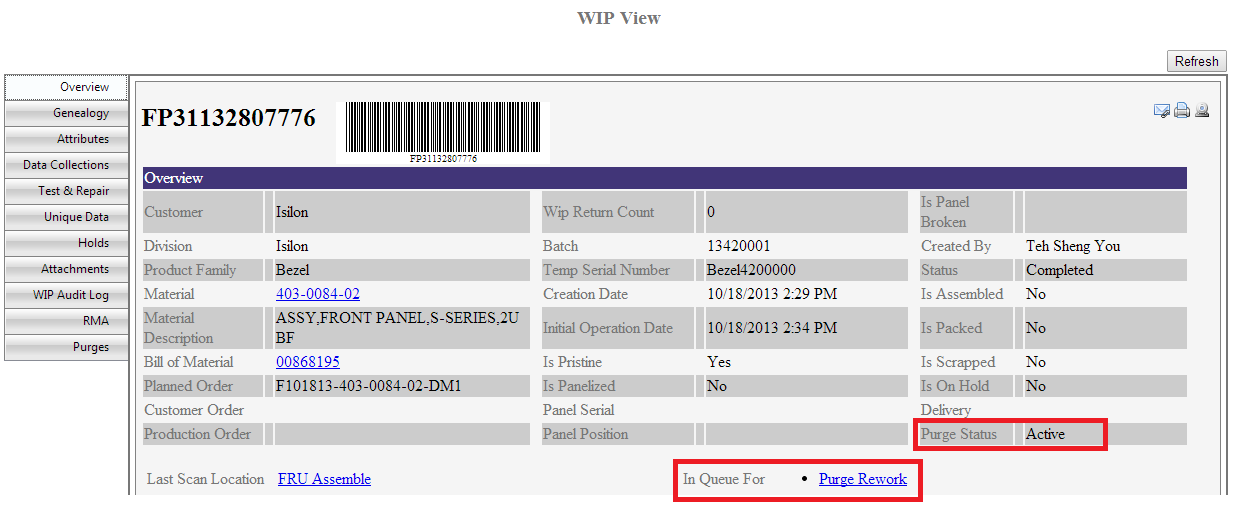 WIP View
Refresh
Overview
Genealogy
Attributes
Data Collections
Test & Repair
Unique Data
Holds
Attachments
WIP Audit Log
RMA
Purges
FP31132807776
FP31132807776
Overview
Customer Isilon Wip Return Count 0 Is Panel Broken
Division Isilon Batch 13420001 Created By Teh Sheng You
Product Family Bezel Temp Serial Number Bezel4200000 Status Completed
Material 403-0084-02 Creation Date 10/18/2013 2:29 PM Is Assembled No
Material Description ASSY,FRONT PANEL,S-SERIES,2U BF Initial Operation Date 10/18/2013 2:34 PM Is Packed No
Bill of Material 00868195 Is Pristine Yes Is Scrapped No
Planned Order F101813-403-0084-02-DM1 Is Panelized No Is On Hold No
Customer Order Panel Serial Delivery
Production Order Panel Position Purge Status Active
Last Scan Location FRU Assemble In Queue For • Purge Rework